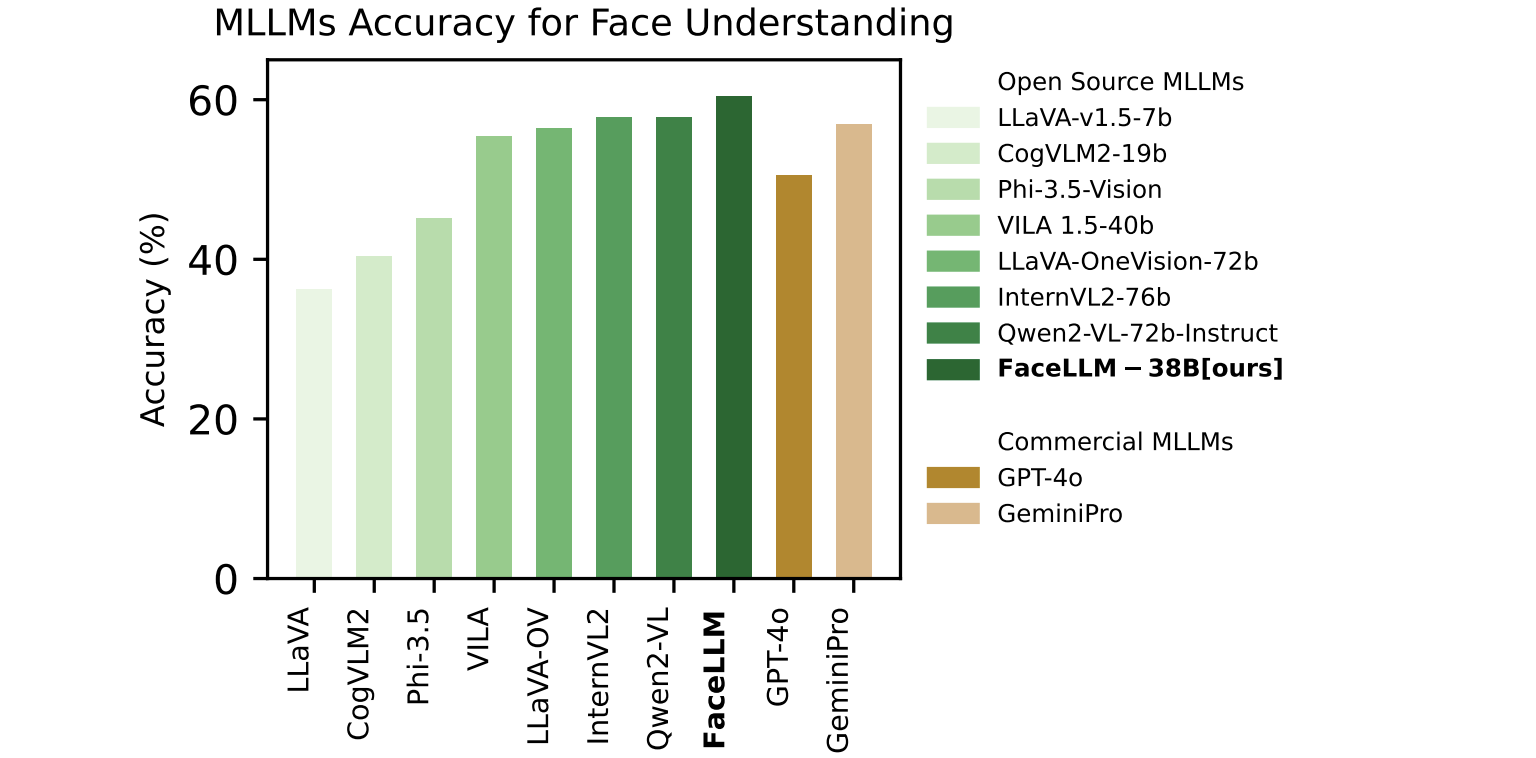 MLLMs Accuracy for Face Understanding
Accuracy (%)
60
40
20
0
LLaVA
CogVLM2
Phi-3.5
VILA
LLaVA-OV
InternVL2
Qwen2-VL
FaceLLM
GPT-4o
GeminiPro
Open Source MLLMs
LLaVA-v1.5-7b
CogVLM2-19b
Phi-3.5-Vision
VILA 1.5-40b
LLaVA-OneVision-72b
InternVL2-76b
Qwen2-VL-72b-Instruct
FaceLLM − 38B[ours]
Commercial MLLMs
GPT-4o
GeminiPro